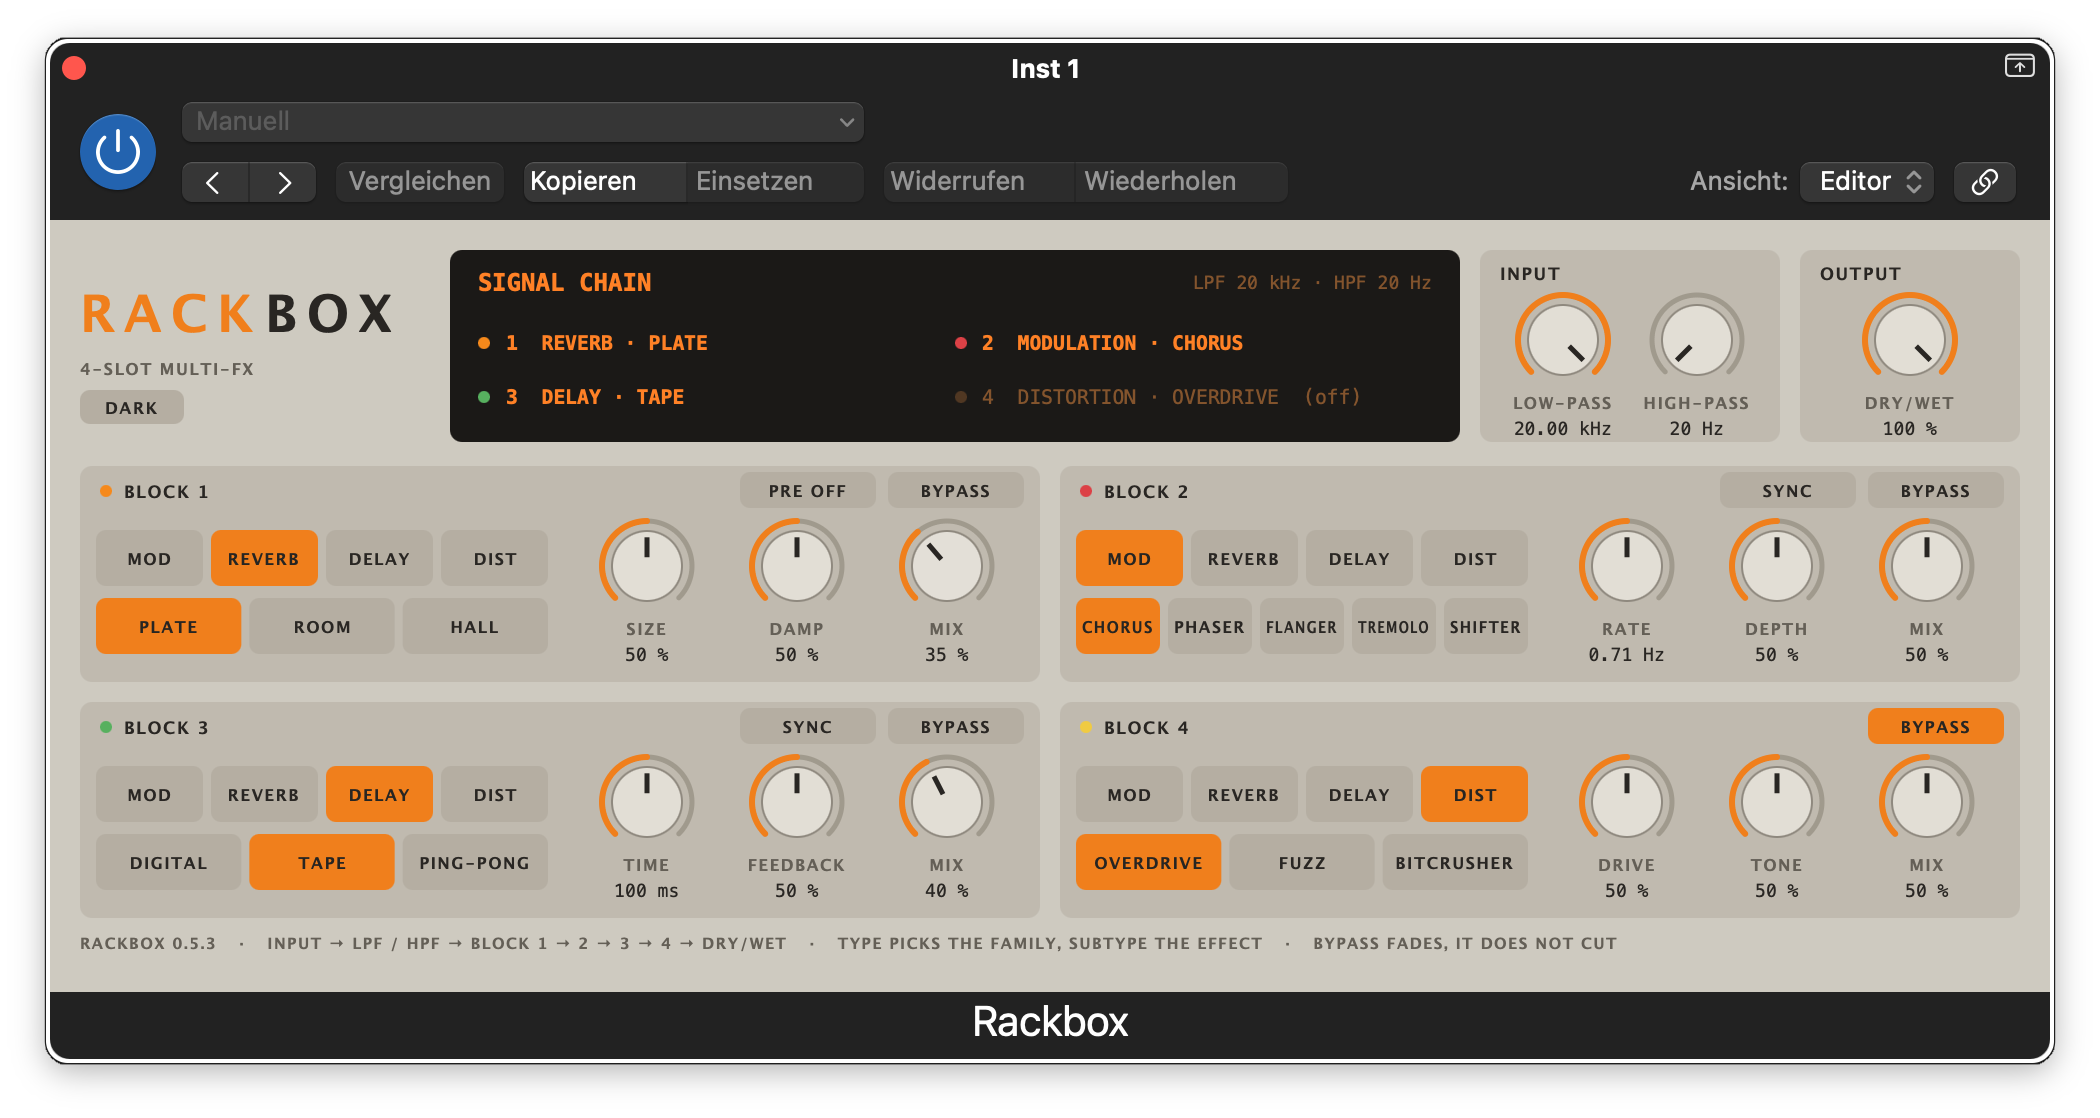 Inst 1
Manuell
Vergleichen Kopieren Einsetzen Widerrufen Wiederholen Ansicht: Editor
RACKBOX
4-SLOT MULTI-FX
DARK
SIGNAL CHAIN LPF 20 kHz · HPF 20 Hz
1 REVERB · PLATE 2 MODULATION · CHORUS
3 DELAY · TAPE 4 DISTORTION · OVERDRIVE (off)
INPUT
LOW-PASS HIGH-PASS
20.00 kHz 20 Hz
OUTPUT
DRY/WET
100 %
BLOCK 1 PRE OFF BYPASS
MOD REVERB DELAY DIST
PLATE ROOM HALL
SIZE DAMP MIX
50 % 50 % 35 %
BLOCK 2 SYNC BYPASS
MOD REVERB DELAY DIST
CHORUS PHASER FLANGER TREMOLO SHIFTER
RATE DEPTH MIX
0.71 Hz 50 % 50 %
BLOCK 3 SYNC BYPASS
MOD REVERB DELAY DIST
DIGITAL TAPE PING-PONG
TIME FEEDBACK MIX
100 ms 50 % 40 %
BLOCK 4 BYPASS
MOD REVERB DELAY DIST
OVERDRIVE FUZZ BITCRUSHER
DRIVE TONE MIX
50 % 50 % 50 %
RACKBOX 0.5.3 · INPUT → LPF / HPF → BLOCK 1 → 2 → 3 → 4 → DRY/WET · TYPE PICKS THE FAMILY, SUBTYPE THE EFFECT · BYPASS FADES, IT DOES NOT CUT
Rackbox